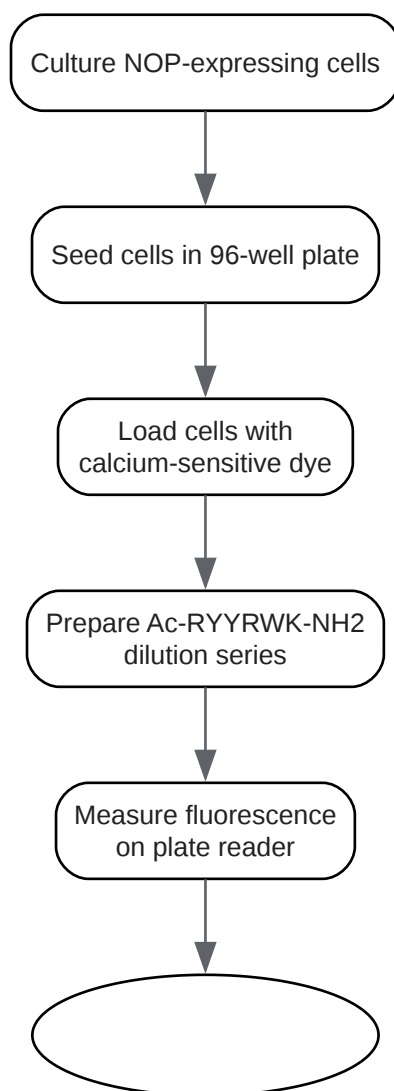 Culture NOP-expressing cells
Seed cells in 96-well plate
Load cells with
calcium-sensitive dye
Prepare Ac-RYYRWK-NH2
dilution series
Measure fluorescence
on plate reader